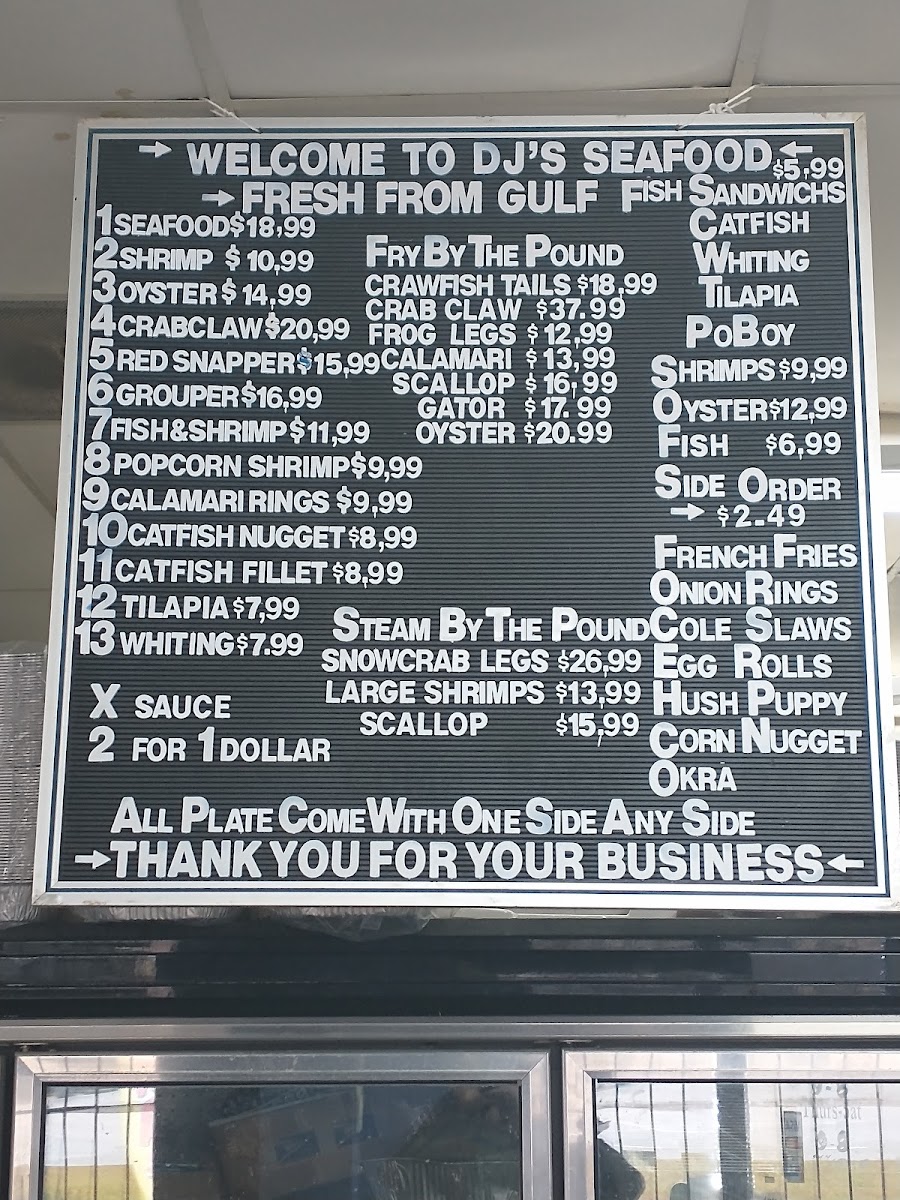 → WELCOME TO DJ'S SEAFOOD ←
→ FRESH FROM GULF
1 SEAFOOD $18,99
2 SHRIMP $10,99
3 OYSTER $14,99
4 CRABCLAW $20,99
5 RED SNAPPER $15,99
6 GROUPER $16,99
7 FISH&SHRIMP $11,99
8 POPCORN SHRIMP $9,99
9 CALAMARI RINGS $9,99
10 CATFISH NUGGET $8,99
11 CATFISH FILLET $8,99
12 TILAPIA $7,99
13 WHITING $7.99
X SAUCE
2 FOR 1 DOLLAR
FRY BY THE POUND
CRAWFISH TAILS $18,99
CRAB CLAW $37.99
FROG LEGS $12,99
CALAMARI $13,99
SCALLOP $16,99
GATOR $17.99
OYSTER $20.99
STEAM BY THE POUND
SNOWCRAB LEGS $26,99
LARGE SHRIMPS $13,99
SCALLOP $15,99
$5,99
FISH SANDWICHS
CATFISH
WHITING
TILAPIA
POBOY
SHRIMPS $9,99
OYSTER $12,99
FISH $6,99
SIDE ORDER
→ $2.49
FRENCH FRIES
ONION RINGS
COLE SLAWS
EGG ROLLS
HUSH PUPPY
CORN NUGGET
OKRA
ALL PLATE COME WITH ONE SIDE ANY SIDE
→ THANK YOU FOR YOUR BUSINESS ←